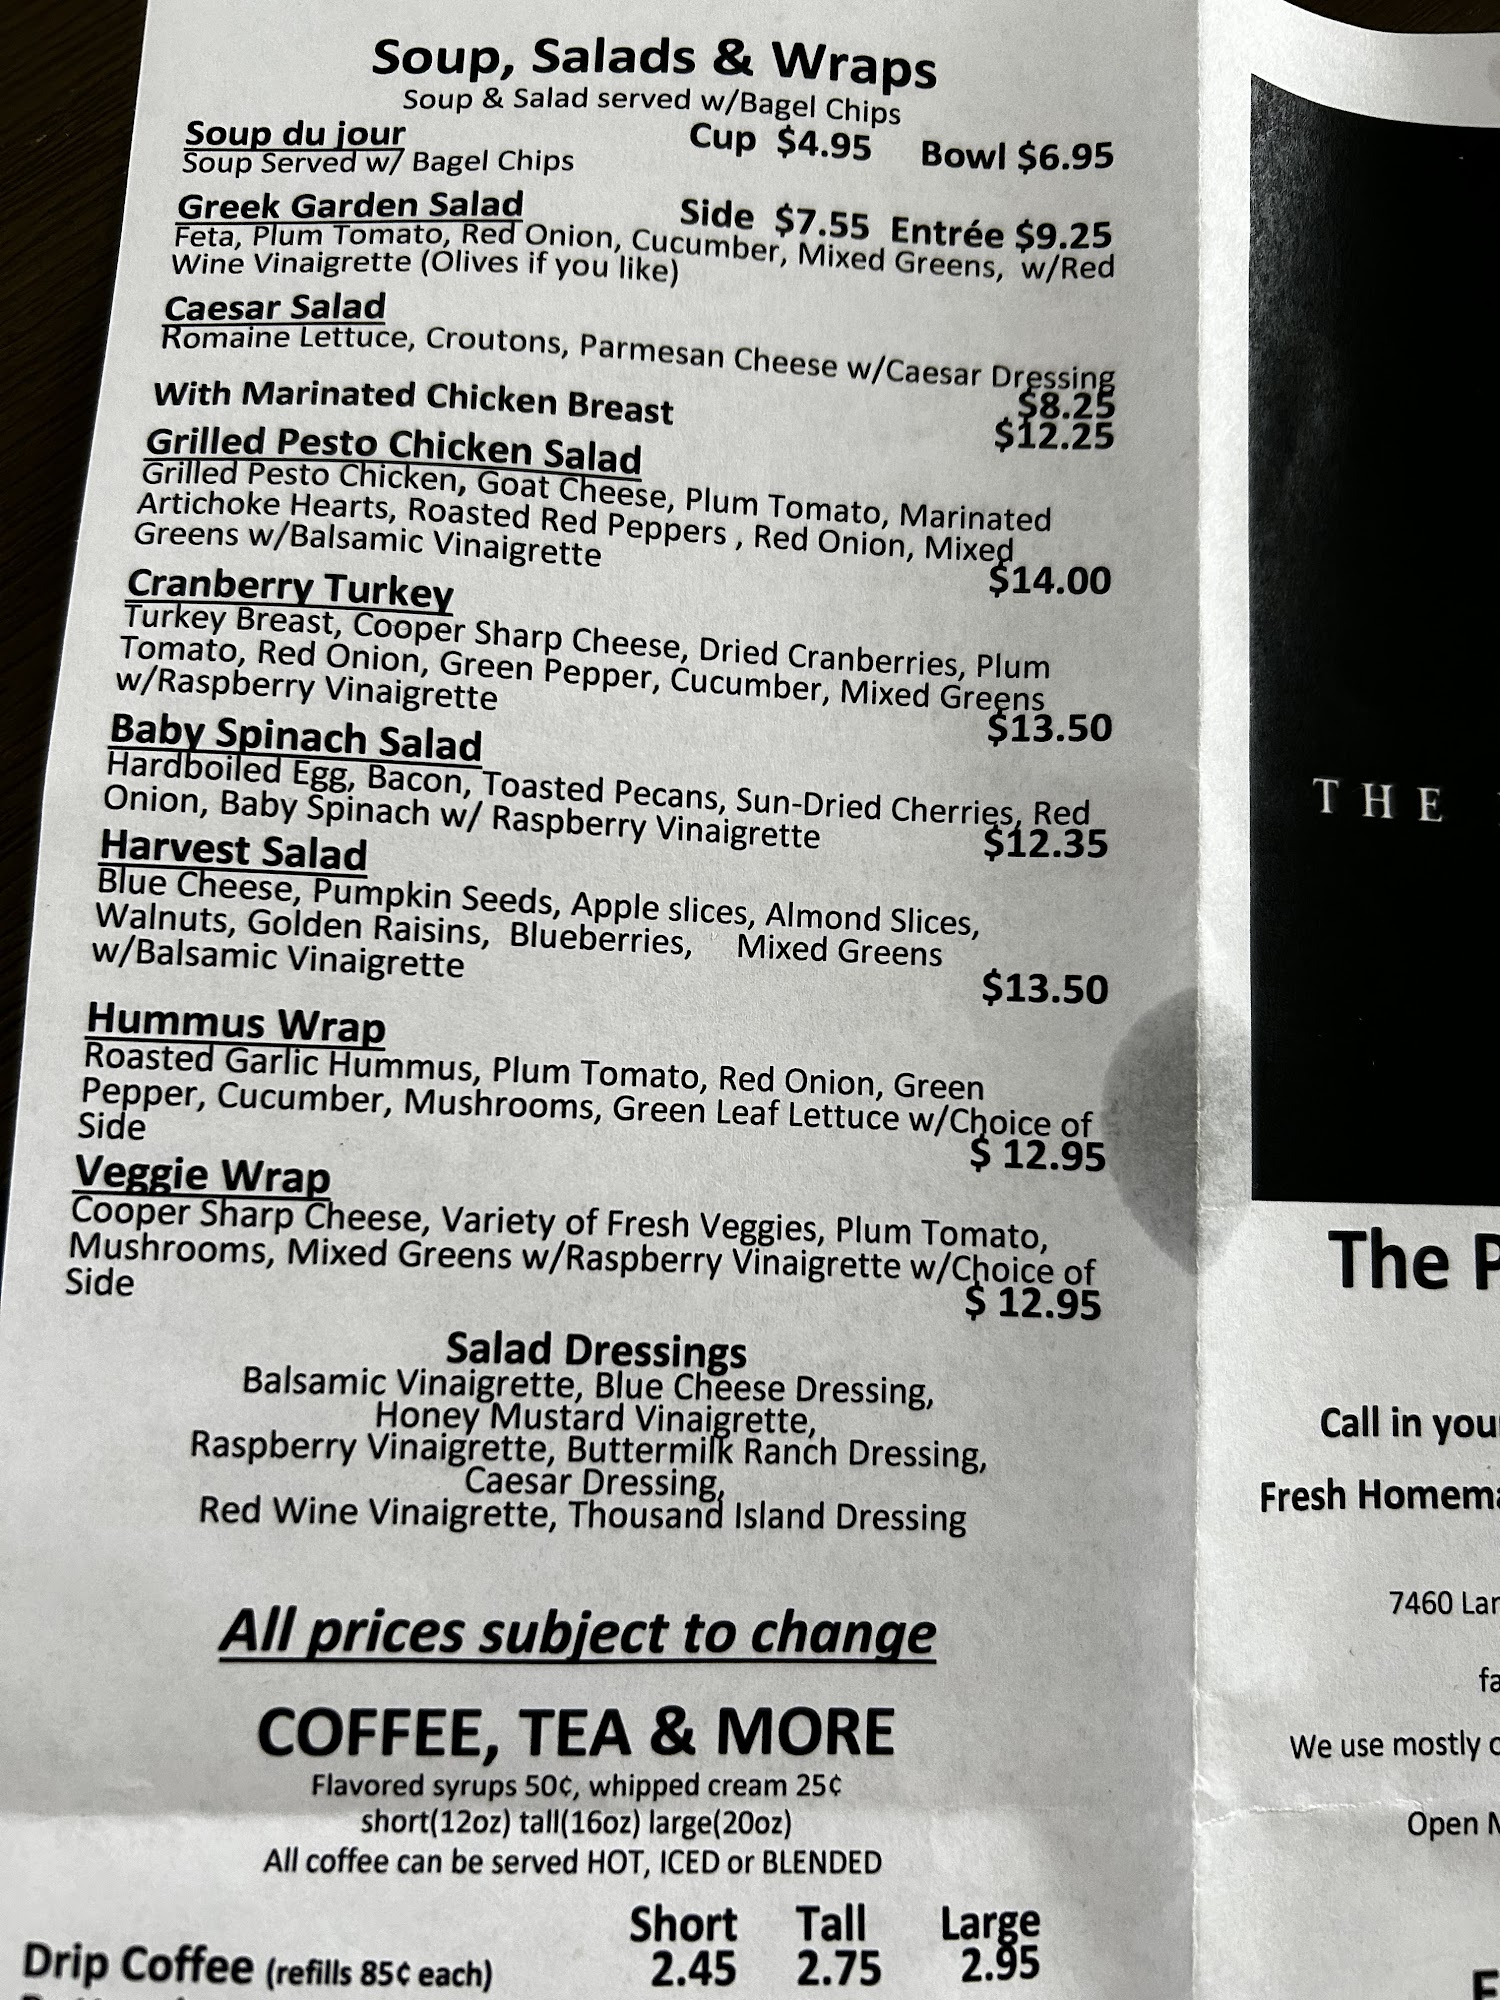 Soup, Salads & Wraps
Soup & Salad served w/Bagel Chips
Soup du jour Cup $4.95 Bowl $6.95
Soup Served w/ Bagel Chips
Greek Garden Salad Side $7.55 Entrée $9.25
Feta, Plum Tomato, Red Onion, Cucumber, Mixed Greens, w/Red
Wine Vinaigrette (Olives if you like)
Caesar Salad
Romaine Lettuce, Croutons, Parmesan Cheese w/Caesar Dressing
$8.25
With Marinated Chicken Breast $12.25
Grilled Pesto Chicken Salad
Grilled Pesto Chicken, Goat Cheese, Plum Tomato, Marinated
Artichoke Hearts, Roasted Red Peppers , Red Onion, Mixed
Greens w/Balsamic Vinaigrette $14.00
Cranberry Turkey
Turkey Breast, Cooper Sharp Cheese, Dried Cranberries, Plum
Tomato, Red Onion, Green Pepper, Cucumber, Mixed Greens
w/Raspberry Vinaigrette $13.50
Baby Spinach Salad
Hardboiled Egg, Bacon, Toasted Pecans, Sun-Dried Cherries, Red
Onion, Baby Spinach w/ Raspberry Vinaigrette $12.35
Harvest Salad
Blue Cheese, Pumpkin Seeds, Apple slices, Almond Slices,
Walnuts, Golden Raisins, Blueberries, Mixed Greens
w/Balsamic Vinaigrette $13.50
Hummus Wrap
Roasted Garlic Hummus, Plum Tomato, Red Onion, Green
Pepper, Cucumber, Mushrooms, Green Leaf Lettuce w/Choice of
Side $ 12.95
Veggie Wrap
Cooper Sharp Cheese, Variety of Fresh Veggies, Plum Tomato,
Mushrooms, Mixed Greens w/Raspberry Vinaigrette w/Choice of
Side $ 12.95
Salad Dressings
Balsamic Vinaigrette, Blue Cheese Dressing,
Honey Mustard Vinaigrette,
Raspberry Vinaigrette, Buttermilk Ranch Dressing,
Caesar Dressing,
Red Wine Vinaigrette, Thousand Island Dressing
All prices subject to change
COFFEE, TEA & MORE
Flavored syrups 50¢, whipped cream 25¢
short(12oz) tall(16oz) large(20oz)
All coffee can be served HOT, ICED or BLENDED
Short Tall Large
Drip Coffee (refills 85¢ each) 2.45 2.75 2.95
THE
The
Call in
Fresh
7460
We use mostly
Open